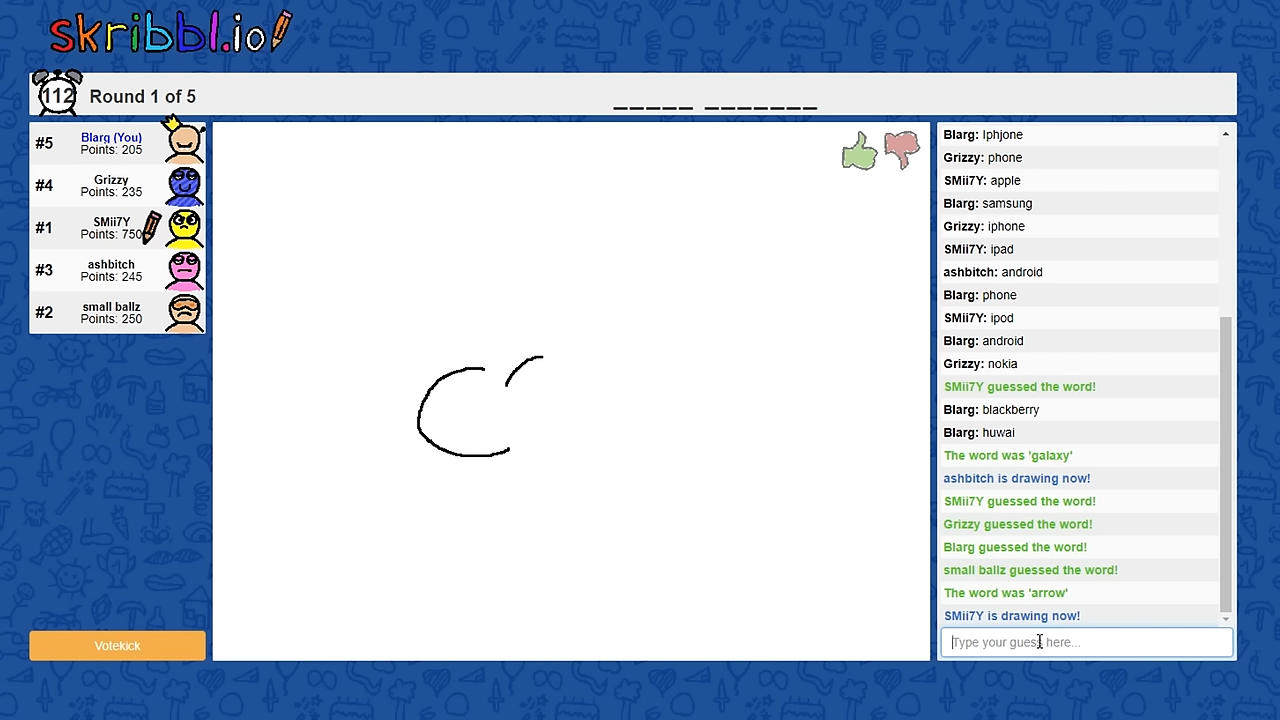 skribbl.io
112 Round 1 of 5 _____ _______
#5 Blarg (You)
Points: 205
#4 Grizzy
Points: 235
#1 SMii7Y
Points: 750
#3 ashbitch
Points: 245
#2 small ballz
Points: 250
Votekick
Blarg: Iphjone
Grizzy: phone
SMii7Y: apple
Blarg: samsung
Grizzy: iphone
SMii7Y: ipad
ashbitch: android
Blarg: phone
SMii7Y: ipod
Blarg: android
Grizzy: nokia
SMii7Y guessed the word!
Blarg: blackberry
Blarg: huwai
The word was 'galaxy'
ashbitch is drawing now!
SMii7Y guessed the word!
Grizzy guessed the word!
Blarg guessed the word!
small ballz guessed the word!
The word was 'arrow'
SMii7Y is drawing now!
Type your guess here...